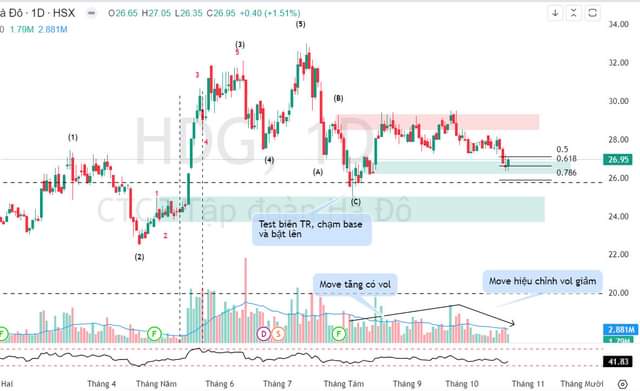 à Đô · 1D · HSX O26.65 H27.05 L26.35 C26.95 +0.40 (+1.51%)
1.79M 2.881M
34.00
32.00
30.00
28.00
26.95
26.00
24.00
22.00
20.00
2.881M
1.79M
41.83
HDG, 1D
CTCP Tập đoàn Hà Đô
(1)
(2)
1
2
3
4
5
(3)
(4)
(5)
(A)
(B)
(C)
0.5
0.618
0.786
Test biên TR, chạm base
và bật lên
Move tăng có vol
Move hiệu chỉnh vol giảm
F
F
D
S
F
Hai
Tháng 4
Tháng Năm
Tháng 6
Tháng 7
Tháng Tám
Tháng 9
Tháng 10
Tháng 11
Tháng Mười